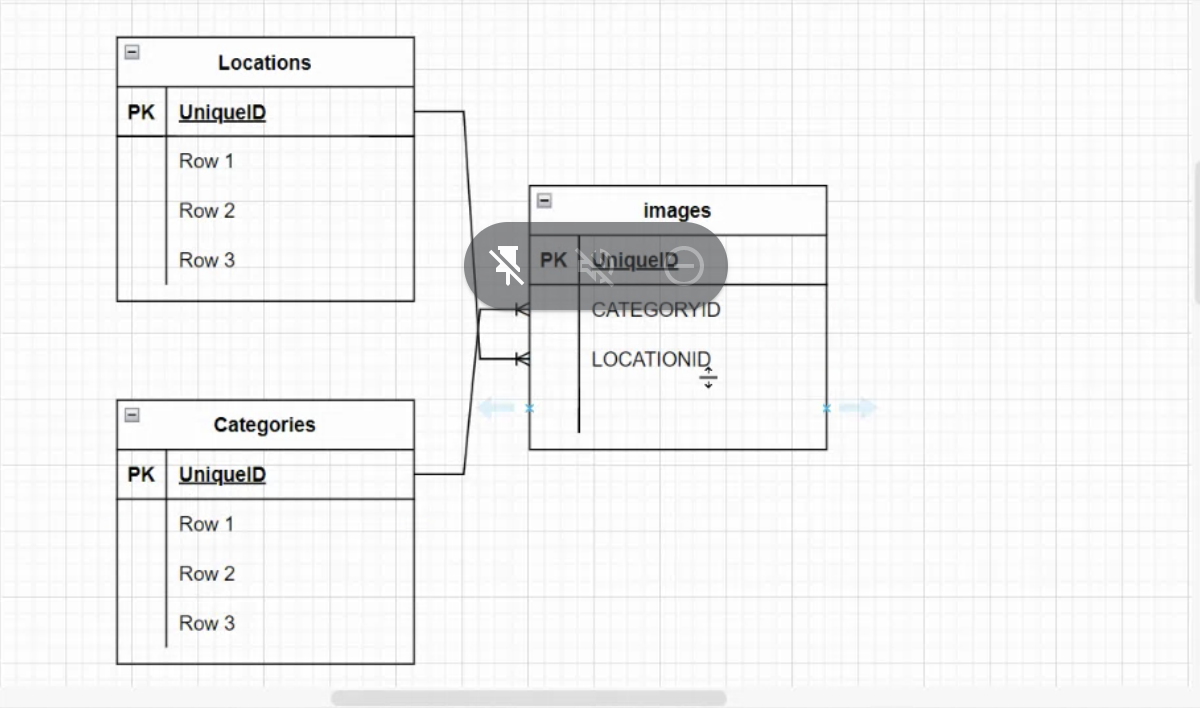 Locations
PK UniqueID
Row 1
Row 2
Row 3
images
PK UniqueID
CATEGORYID
LOCATIONID
Categories
PK UniqueID
Row 1
Row 2
Row 3